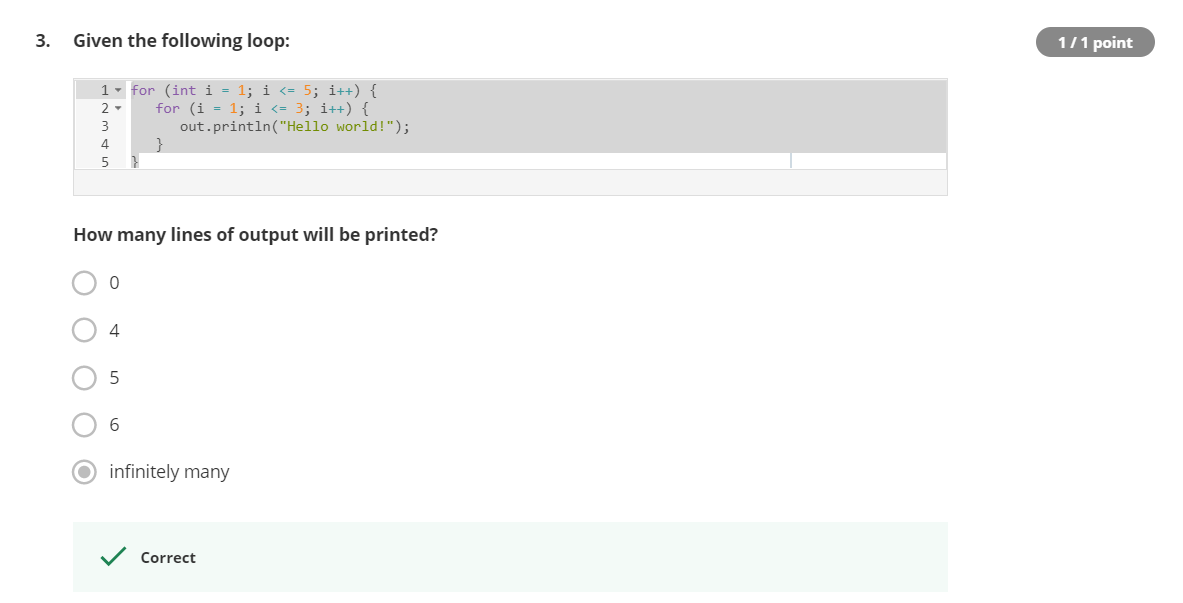 3. Given the following loop:
1 / 1 point
1 for (int i = 1; i <= 5; i++) {
2    for (i = 1; i <= 3; i++) {
3       out.println("Hello world!");
4    }
5 }
How many lines of output will be printed?
0
4
5
6
infinitely many
Correct